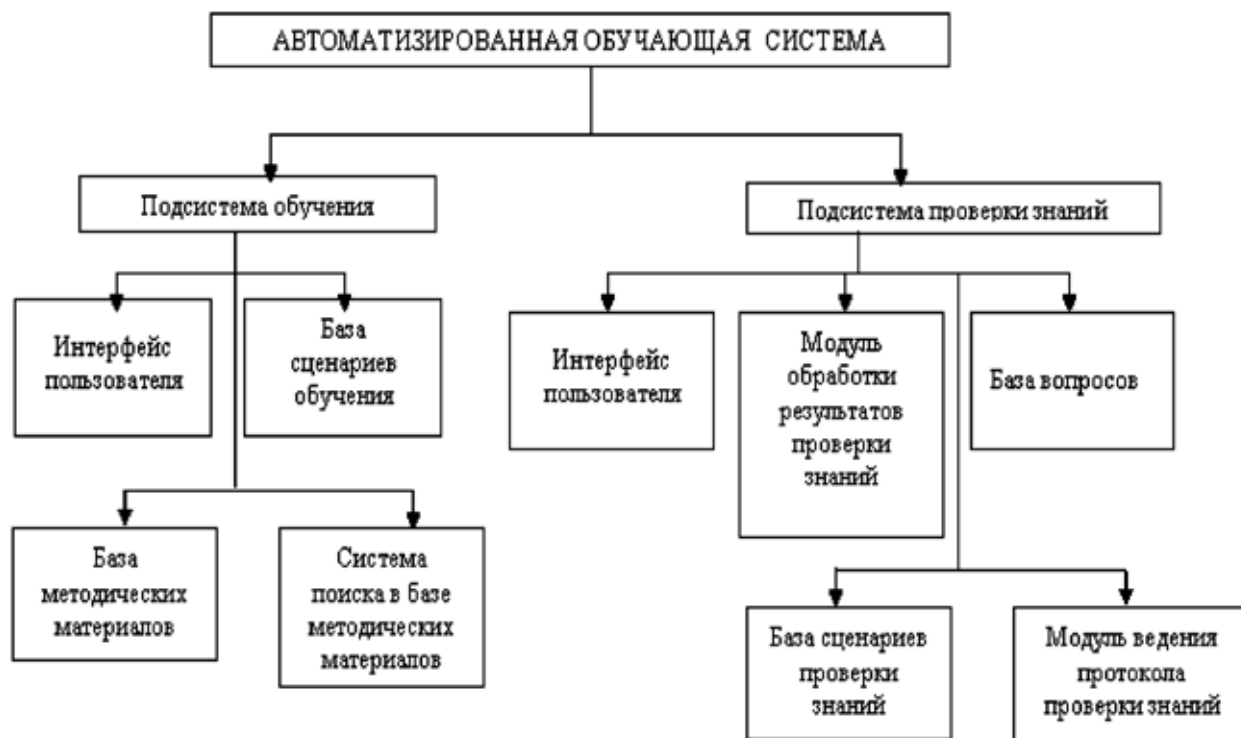 АВТОМАТИЗИРОВАННАЯ ОБУЧАЮЩАЯ СИСТЕМА
Подсистема обучения
Подсистема проверки знаний
Интерфейс
пользователя
База
сценариев
обучения
Интерфейс
пользователя
Модуль
обработки
результатов
проверки
знаний
База вопросов
База
методических
материалов
Система
поиска в базе
методических
материалов
База сценариев
проверки
знаний
Модуль ведения
протокола
проверки знаний